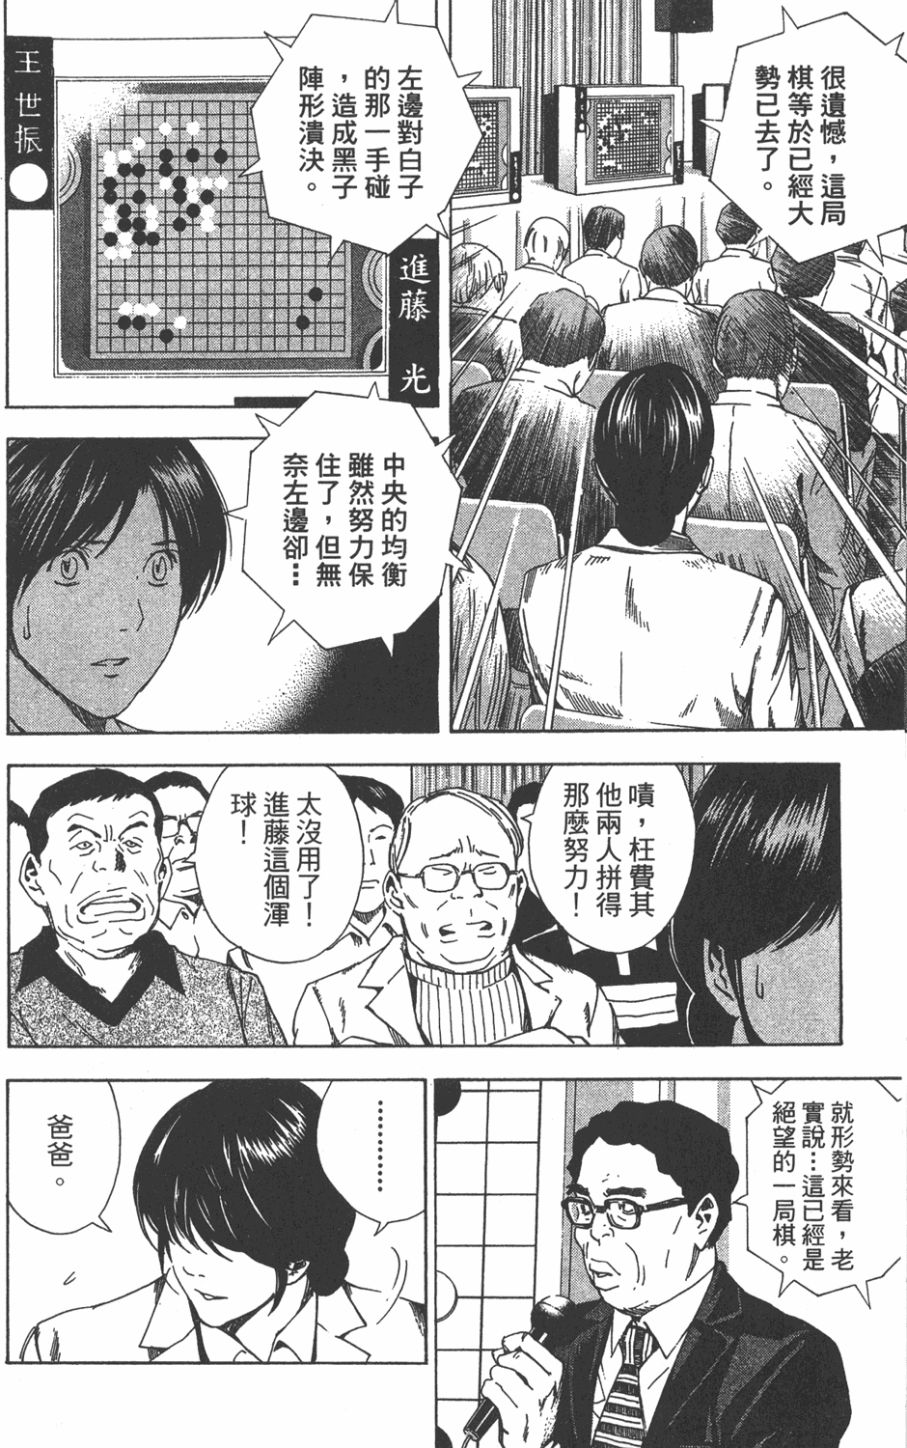 很遺憾，這局
棋等於已經大
勢已去了。
左邊對白子
的那一手碰
，造成黑子
陣形潰決。
王世振
進藤 光
中央的均衡
雖然努力保
住了，但無
奈左邊卻…
嘖，枉費其
他兩人拼得
那麼努力！
太沒用了！
進藤這個渾
球！
就形勢來看，老
實說…這已經是
絕望的一局棋。
…………
爸爸。